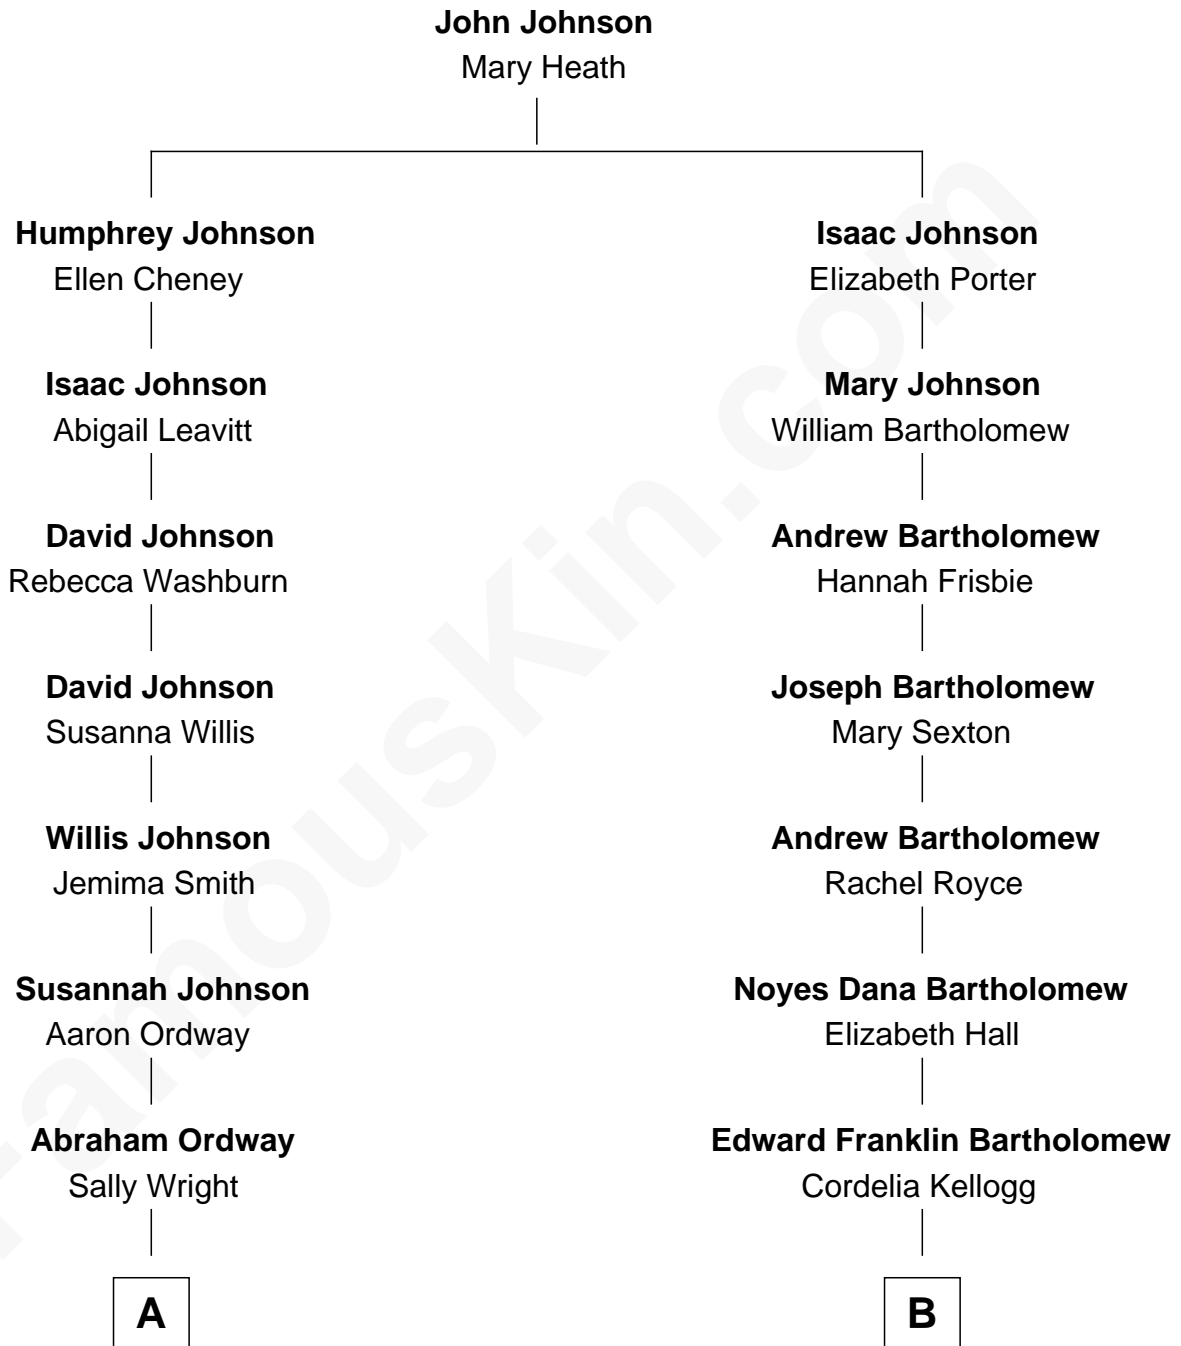 John Johnson
Mary Heath
Humphrey Johnson
Ellen Cheney
Isaac Johnson
Elizabeth Porter
Isaac Johnson
Abigail Leavitt
Mary Johnson
William Bartholomew
David Johnson
Rebecca Washburn
Andrew Bartholomew
Hannah Frisbie
David Johnson
Susanna Willis
Joseph Bartholomew
Mary Sexton
Willis Johnson
Jemima Smith
Andrew Bartholomew
Rachel Royce
Susannah Johnson
Aaron Ordway
Noyes Dana Bartholomew
Elizabeth Hall
Abraham Ordway
Sally Wright
Edward Franklin Bartholomew
Cordelia Kellogg
A
B
FamousKin.com